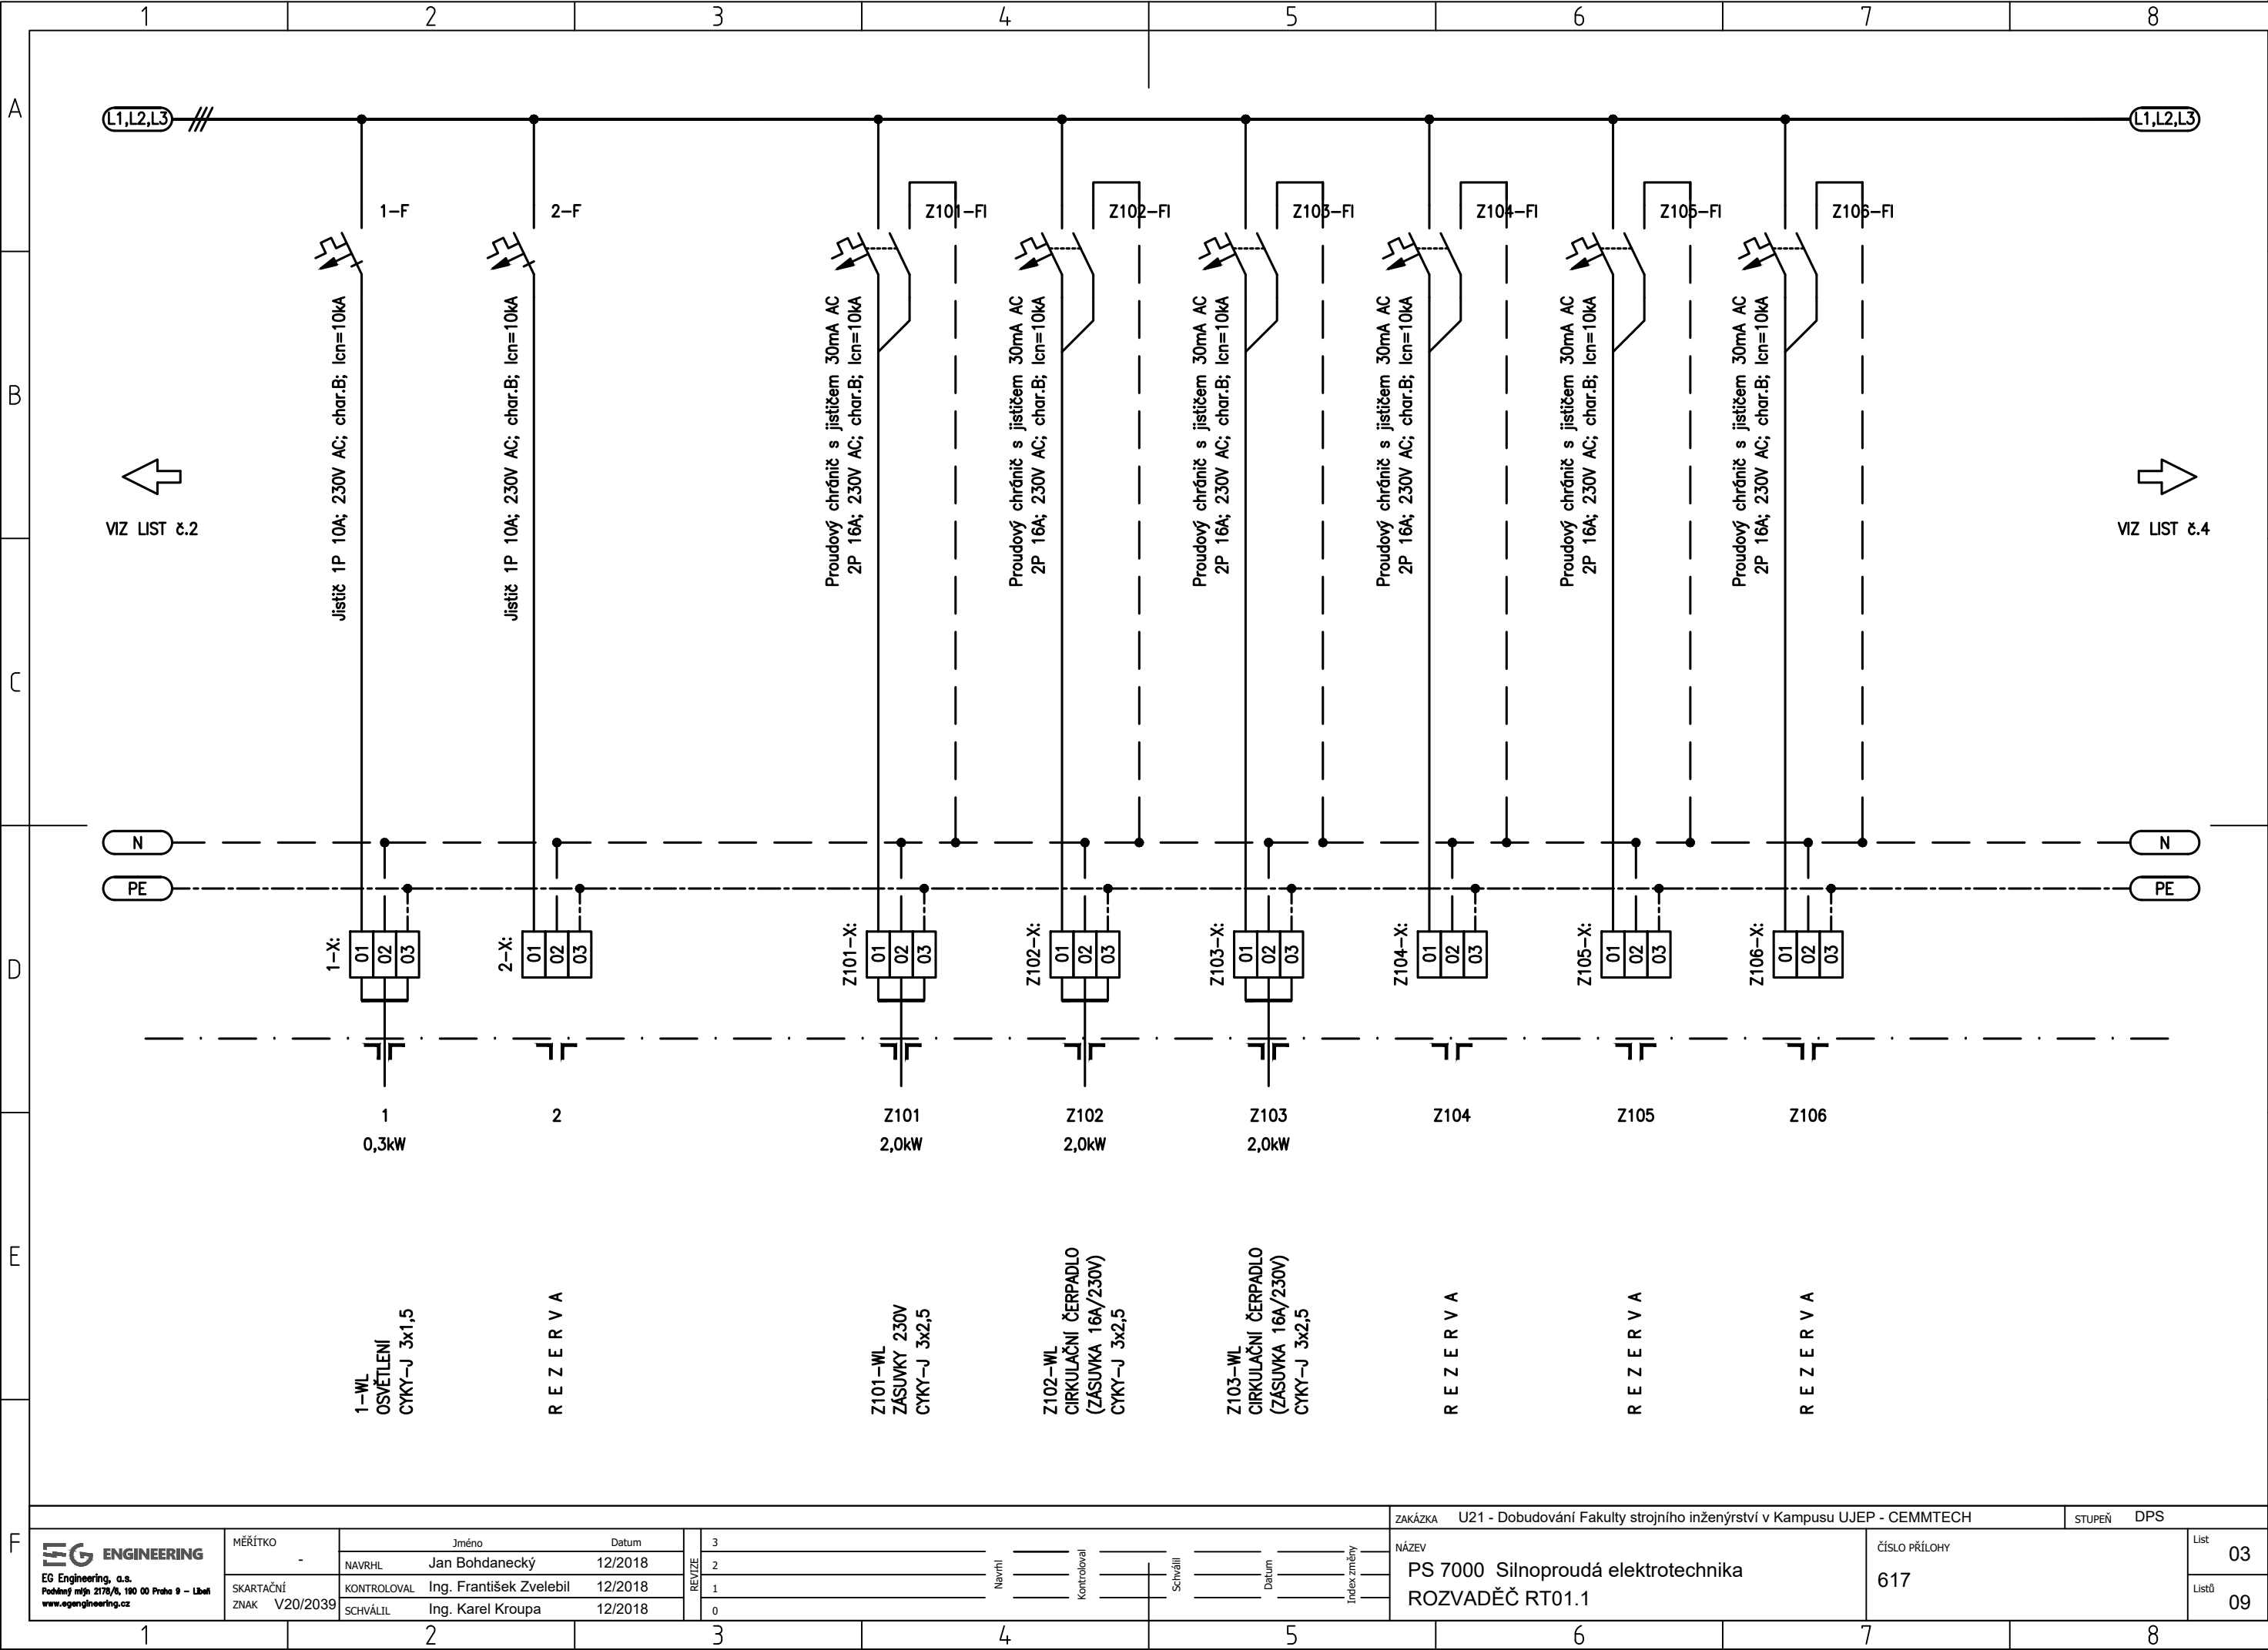 1 2 3 4 5 6 7 8
A
L1,L2,L3 L1,L2,L3
1-F 2-F Z101-FI Z102-FI Z103-FI Z104-FI Z105-FI Z106-FI
B
Jistič 1P 10A; 230V AC; char.B; Icn=10kA
Jistič 1P 10A; 230V AC; char.B; Icn=10kA
Proudový chránič s jističem 30mA AC
2P 16A; 230V AC; char.B; Icn=10kA
Proudový chránič s jističem 30mA AC
2P 16A; 230V AC; char.B; Icn=10kA
Proudový chránič s jističem 30mA AC
2P 16A; 230V AC; char.B; Icn=10kA
Proudový chránič s jističem 30mA AC
2P 16A; 230V AC; char.B; Icn=10kA
Proudový chránič s jističem 30mA AC
2P 16A; 230V AC; char.B; Icn=10kA
Proudový chránič s jističem 30mA AC
2P 16A; 230V AC; char.B; Icn=10kA
VIZ LIST č.2 VIZ LIST č.4
C
N N
PE PE
D
1-X: 01 02 03
2-X: 01 02 03
Z101-X: 01 02 03
Z102-X: 01 02 03
Z103-X: 01 02 03
Z104-X: 01 02 03
Z105-X: 01 02 03
Z106-X: 01 02 03
1 2 Z101 Z102 Z103 Z104 Z105 Z106
0,3kW 2,0kW 2,0kW 2,0kW
E
1-WL
OSVĚTLENÍ
CYKY-J 3x1,5
R E Z E R V A
Z101-WL
ZÁSUVKY 230V
CYKY-J 3x2,5
Z102-WL
CIRKULAČNÍ ČERPADLO
(ZÁSUVKA 16A/230V)
CYKY-J 3x2,5
Z103-WL
CIRKULAČNÍ ČERPADLO
(ZÁSUVKA 16A/230V)
CYKY-J 3x2,5
R E Z E R V A
R E Z E R V A
R E Z E R V A
F
EG ENGINEERING
EG Engineering, a.s.
Podvinný mlýn 2178/6, 190 00 Praha 9 - Libeň
www.egengineering.cz
MĚŘÍTKO
-
SKARTAČNÍ
ZNAK V20/2039
Jméno Datum
NAVRHL Jan Bohdanecký 12/2018
KONTROLOVAL Ing. František Zvelebil 12/2018
SCHVÁLIL Ing. Karel Kroupa 12/2018
REVIZE
3
2
1
0
Navrhl
Kontroloval
Schválil
Datum
Index změny
ZAKÁZKA U21 - Dobudování Fakulty strojního inženýrství v Kampusu UJEP - CEMMTECH
STUPEŇ DPS
NÁZEV
PS 7000 Silnoproudá elektrotechnika
ROZVADĚČ RT01.1
ČÍSLO PŘÍLOHY
617
List
03
Listů
09
1 2 3 4 5 6 7 8